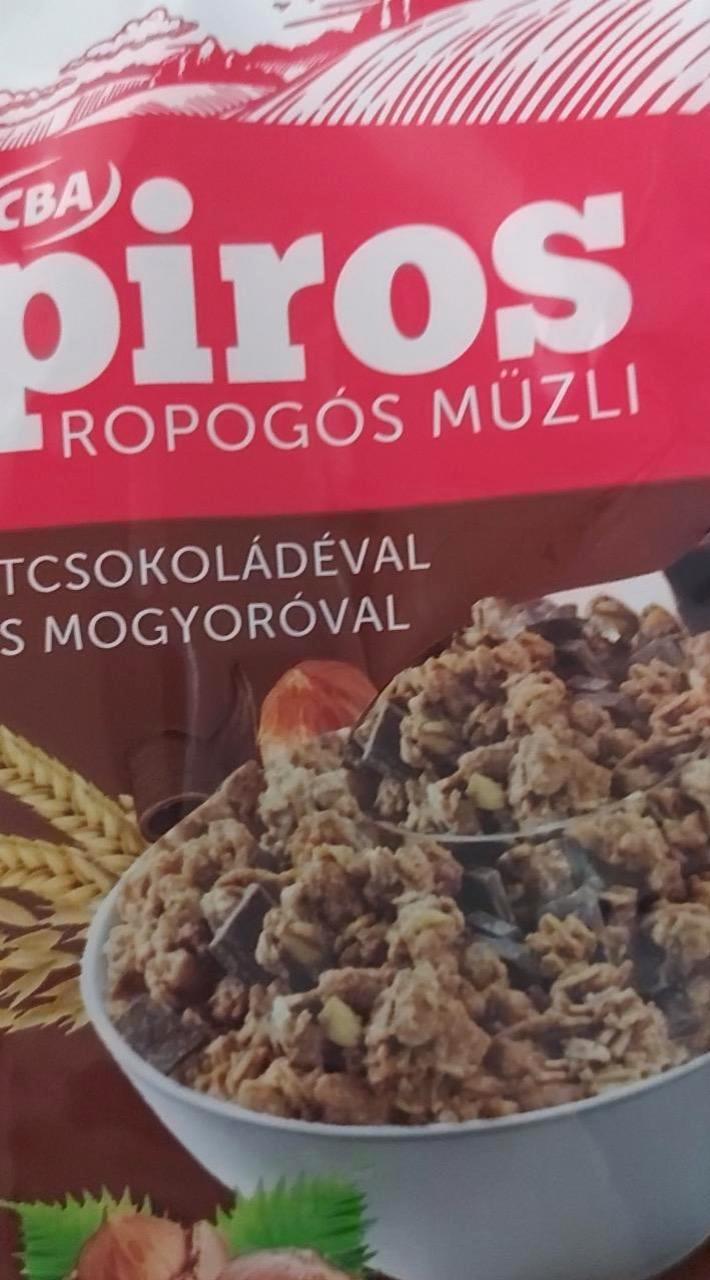 CBA
piros
ROPOGÓS MÜZLI
TCSOKOLÁDÉVAL
S MOGYORÓVAL